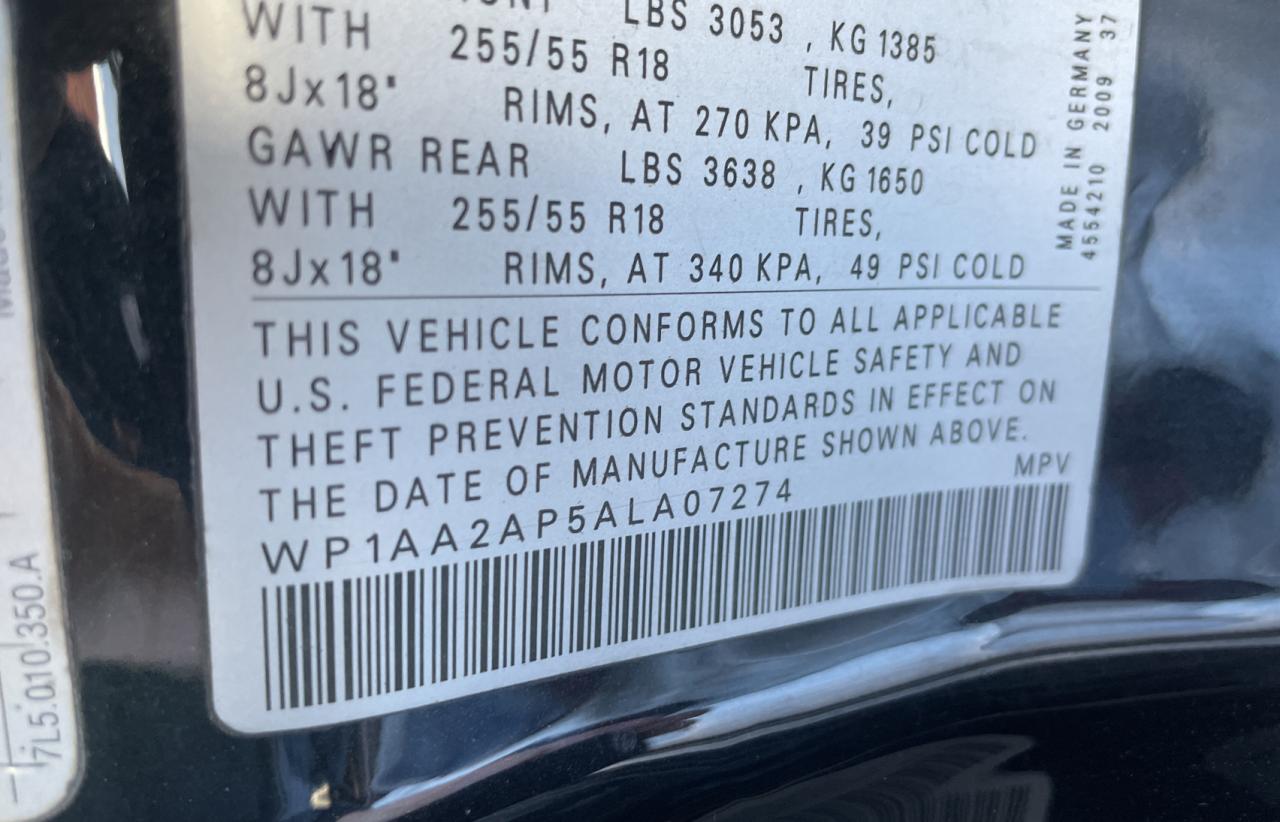 LBS 3053 , KG 1385
WITH 255/55 R18 TIRES,
8Jx18" RIMS, AT 270 KPA, 39 PSI COLD
GAWR REAR LBS 3638 , KG 1650
WITH 255/55 R18 TIRES,
8Jx18" RIMS, AT 340 KPA, 49 PSI COLD
MADE IN GERMANY
4554210 2009 37
THIS VEHICLE CONFORMS TO ALL APPLICABLE
U.S. FEDERAL MOTOR VEHICLE SAFETY AND
THEFT PREVENTION STANDARDS IN EFFECT ON
THE DATE OF MANUFACTURE SHOWN ABOVE.
MPV
WP1AA2AP5ALA07274
7L5.010.350.A